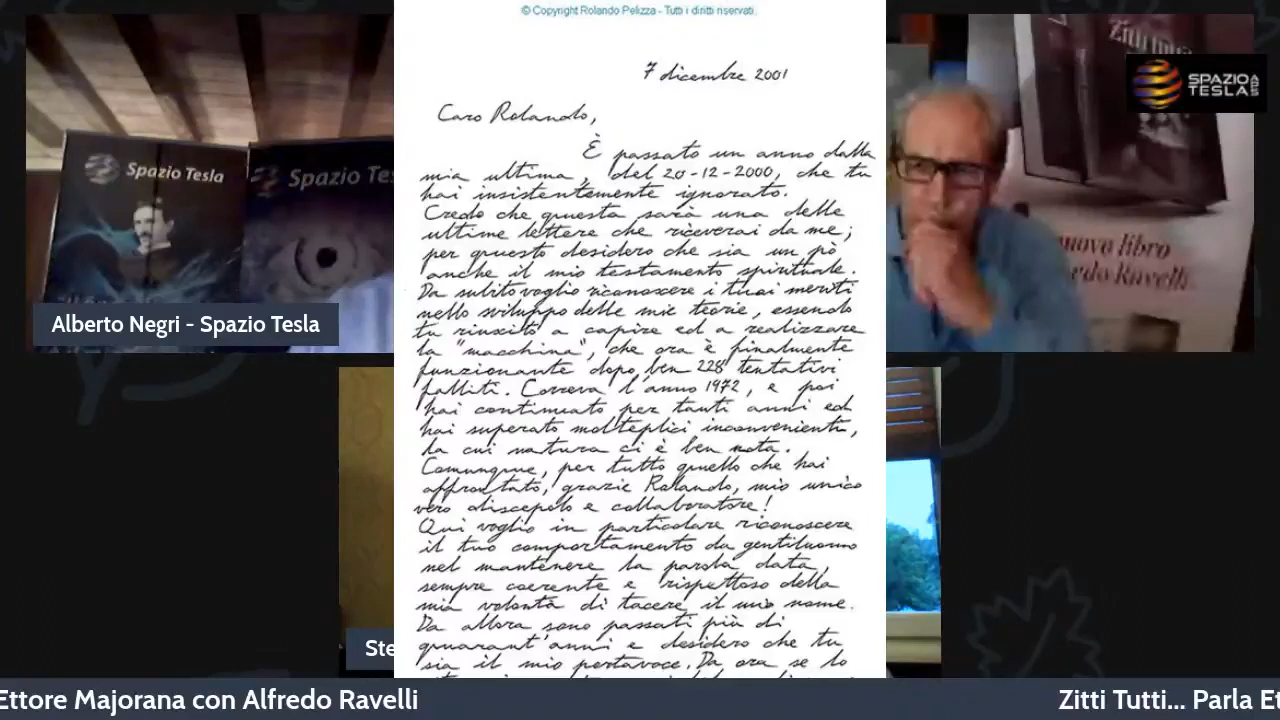 © Copyright Rolando Pelizza - Tutti i diritti riservati.
7 dicembre 2001
Caro Rolando,
È passato un anno dalla
mia ultima, del 20-12-2000, che tu
hai insistentemente ignorato.
Credo che questa sarà una delle
ultime lettere che riceverai da me;
per questo desidero che sia un pò
anche il mio testamento spirituale.
Da subito voglio riconoscere i tuoi meriti
nello sviluppo delle mie teorie, essendo
tu riuscito a capire ed a realizzare
la "macchina", che ora è finalmente
funzionante dopo ben 228 tentativi
falliti. Correva l'anno 1972, e poi
hai continuato per tanti anni ed
hai superato molteplici inconvenienti,
la cui natura ci è ben nota.
Comunque, per tutto quello che hai
affrontato, grazie Rolando, mio unico
vero discepolo e collaboratore!
Qui voglio in particolare riconoscere
il tuo comportamento da gentiluomo
nel mantenere la parola data,
sempre coerente e rispettoso della
mia volontà di tacere il mio nome.
Da allora sono passati più di
quarant'anni e desidero che tu
sia il mio portavoce. Da ora se lo
Spazio Tesla
Spazio Te
Alberto Negri - Spazio Tesla
Zitti tutti
SPAZIO
TESLA
nuovo libro
edo Ravelli
Ste
Ettore Majorana con Alfredo Ravelli
Zitti Tutti... Parla Et